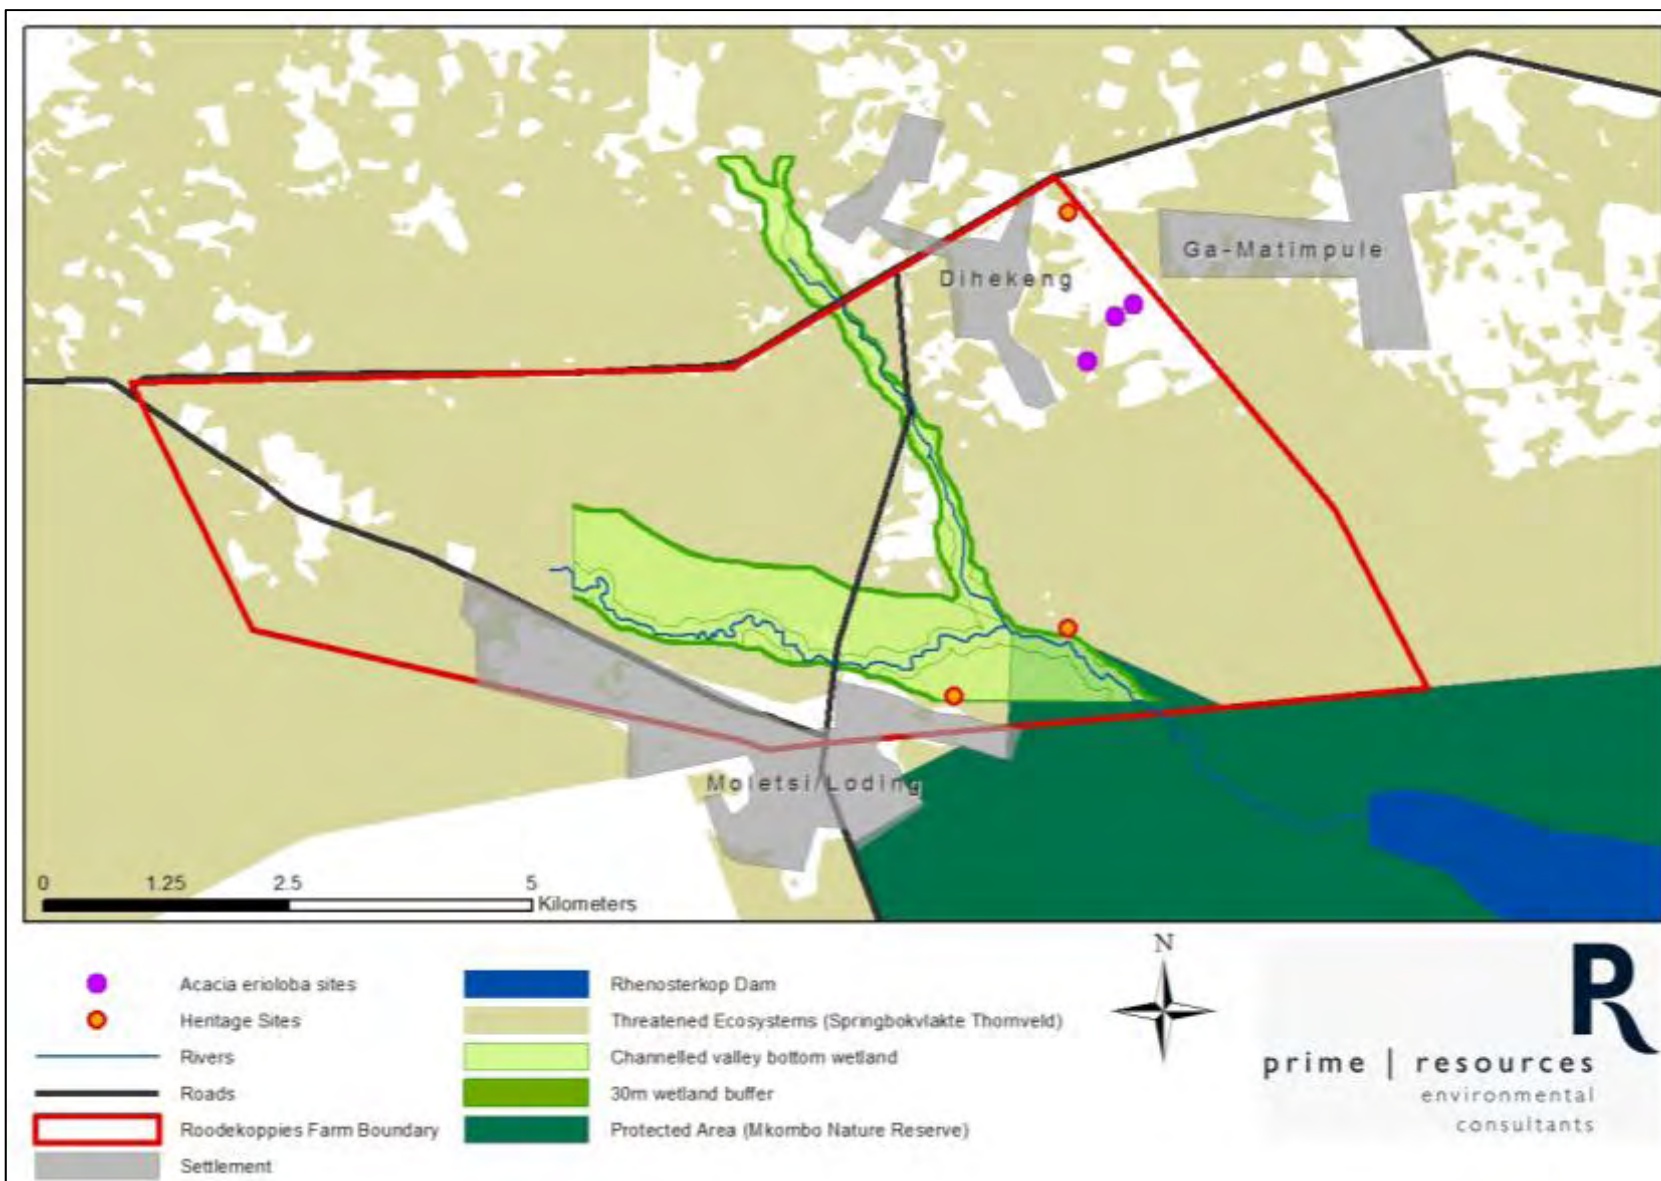 Ga-Matimpule
Dihekeng
Moletsi/Loding
0 1.25 2.5 5
Kilometers
N
Acacia erioloba sites
Heritage Sites
Rivers
Roads
Roodekoppies Farm Boundary
Settlement
Rhenosterkop Dam
Threatened Ecosystems (Springbokvlakte Thornveld)
Channelled valley bottom wetland
30m wetland buffer
Protected Area (Mkombo Nature Reserve)
R
prime | resources
environmental
consultants